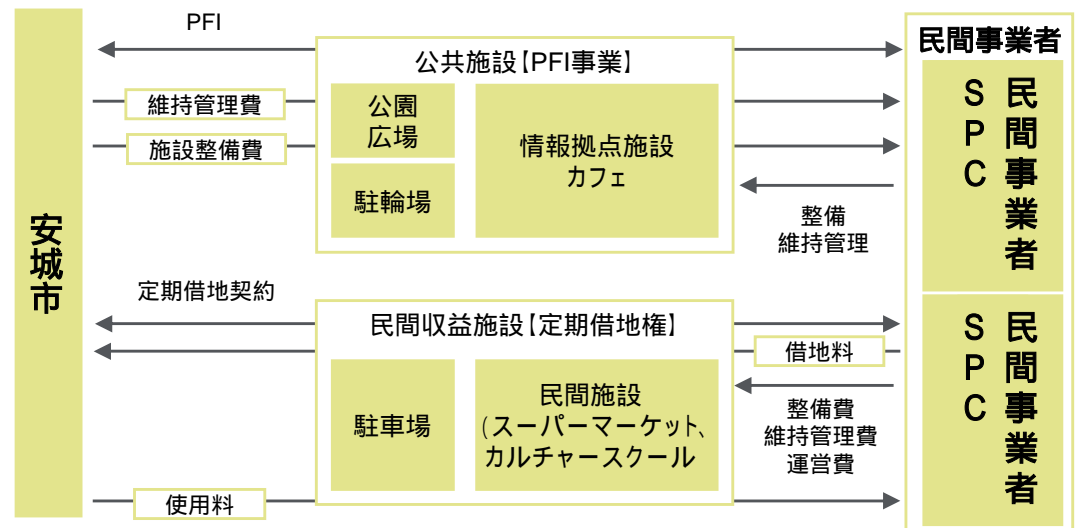 安城市
PFI
維持管理費
施設整備費
公共施設【PFI事業】
公園
広場
駐輪場
情報拠点施設
カフェ
整備
維持管理
民間事業者
民間事業者
SPC
定期借地契約
民間収益施設【定期借地権】
駐車場
民間施設
(スーパーマーケット、
カルチャースクール
借地料
整備費
維持管理費
運営費
使用料
民間事業者
SPC